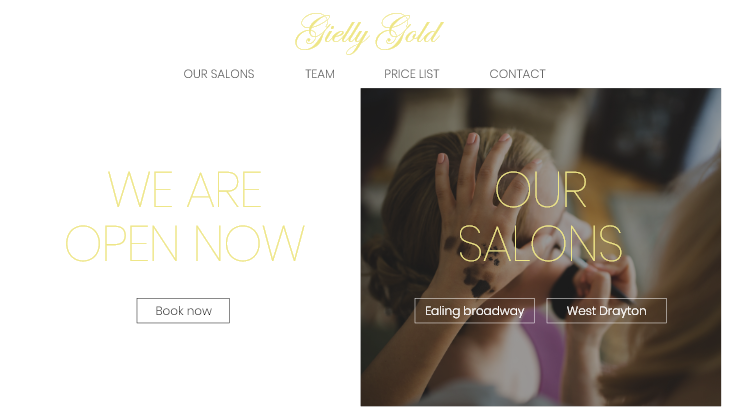 Gielly Gold
OUR SALONS TEAM PRICE LIST CONTACT
WE ARE
OPEN NOW
Book now
OUR
SALONS
Ealing broadway West Drayton